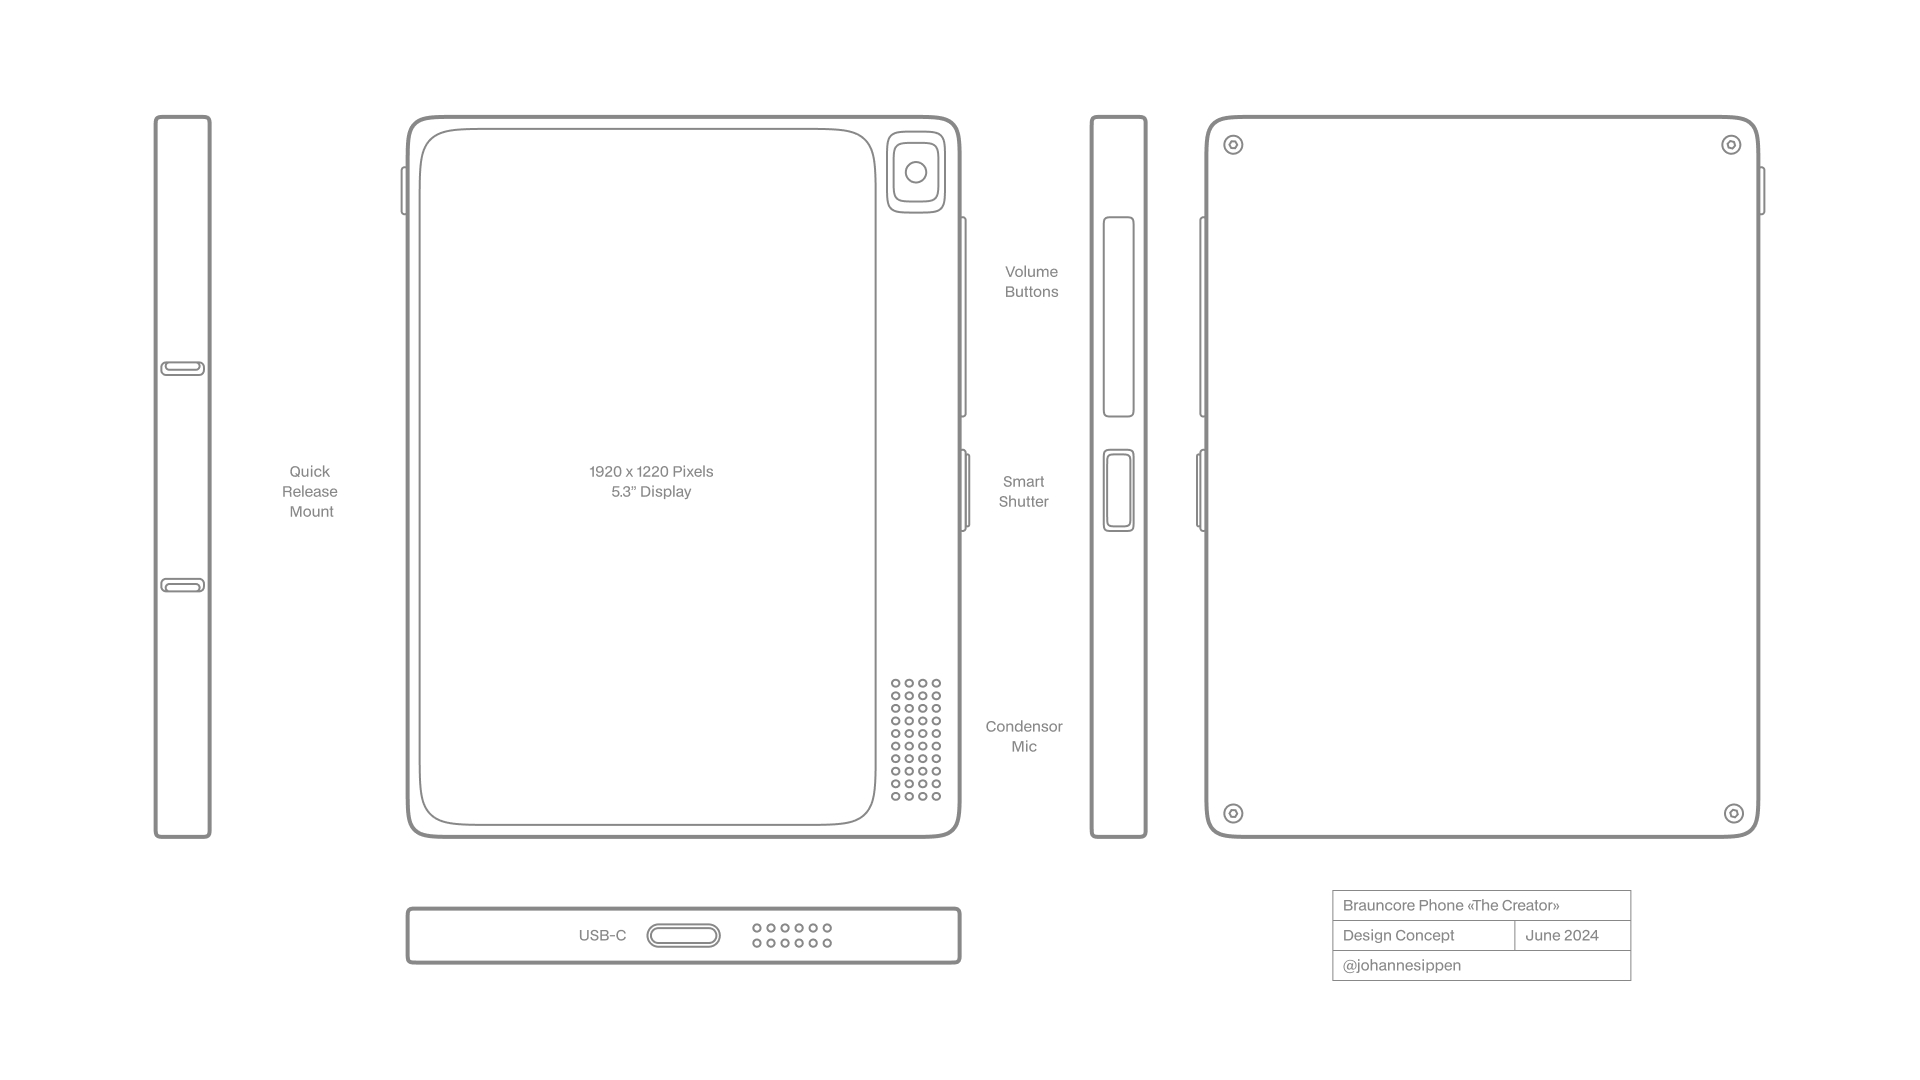 Quick
Release
Mount
1920 x 1220 Pixels
5.3” Display
Volume
Buttons
Smart
Shutter
Condensor
Mic
USB-C
Brauncore Phone «The Creator»
Design Concept
June 2024
@johannesippen